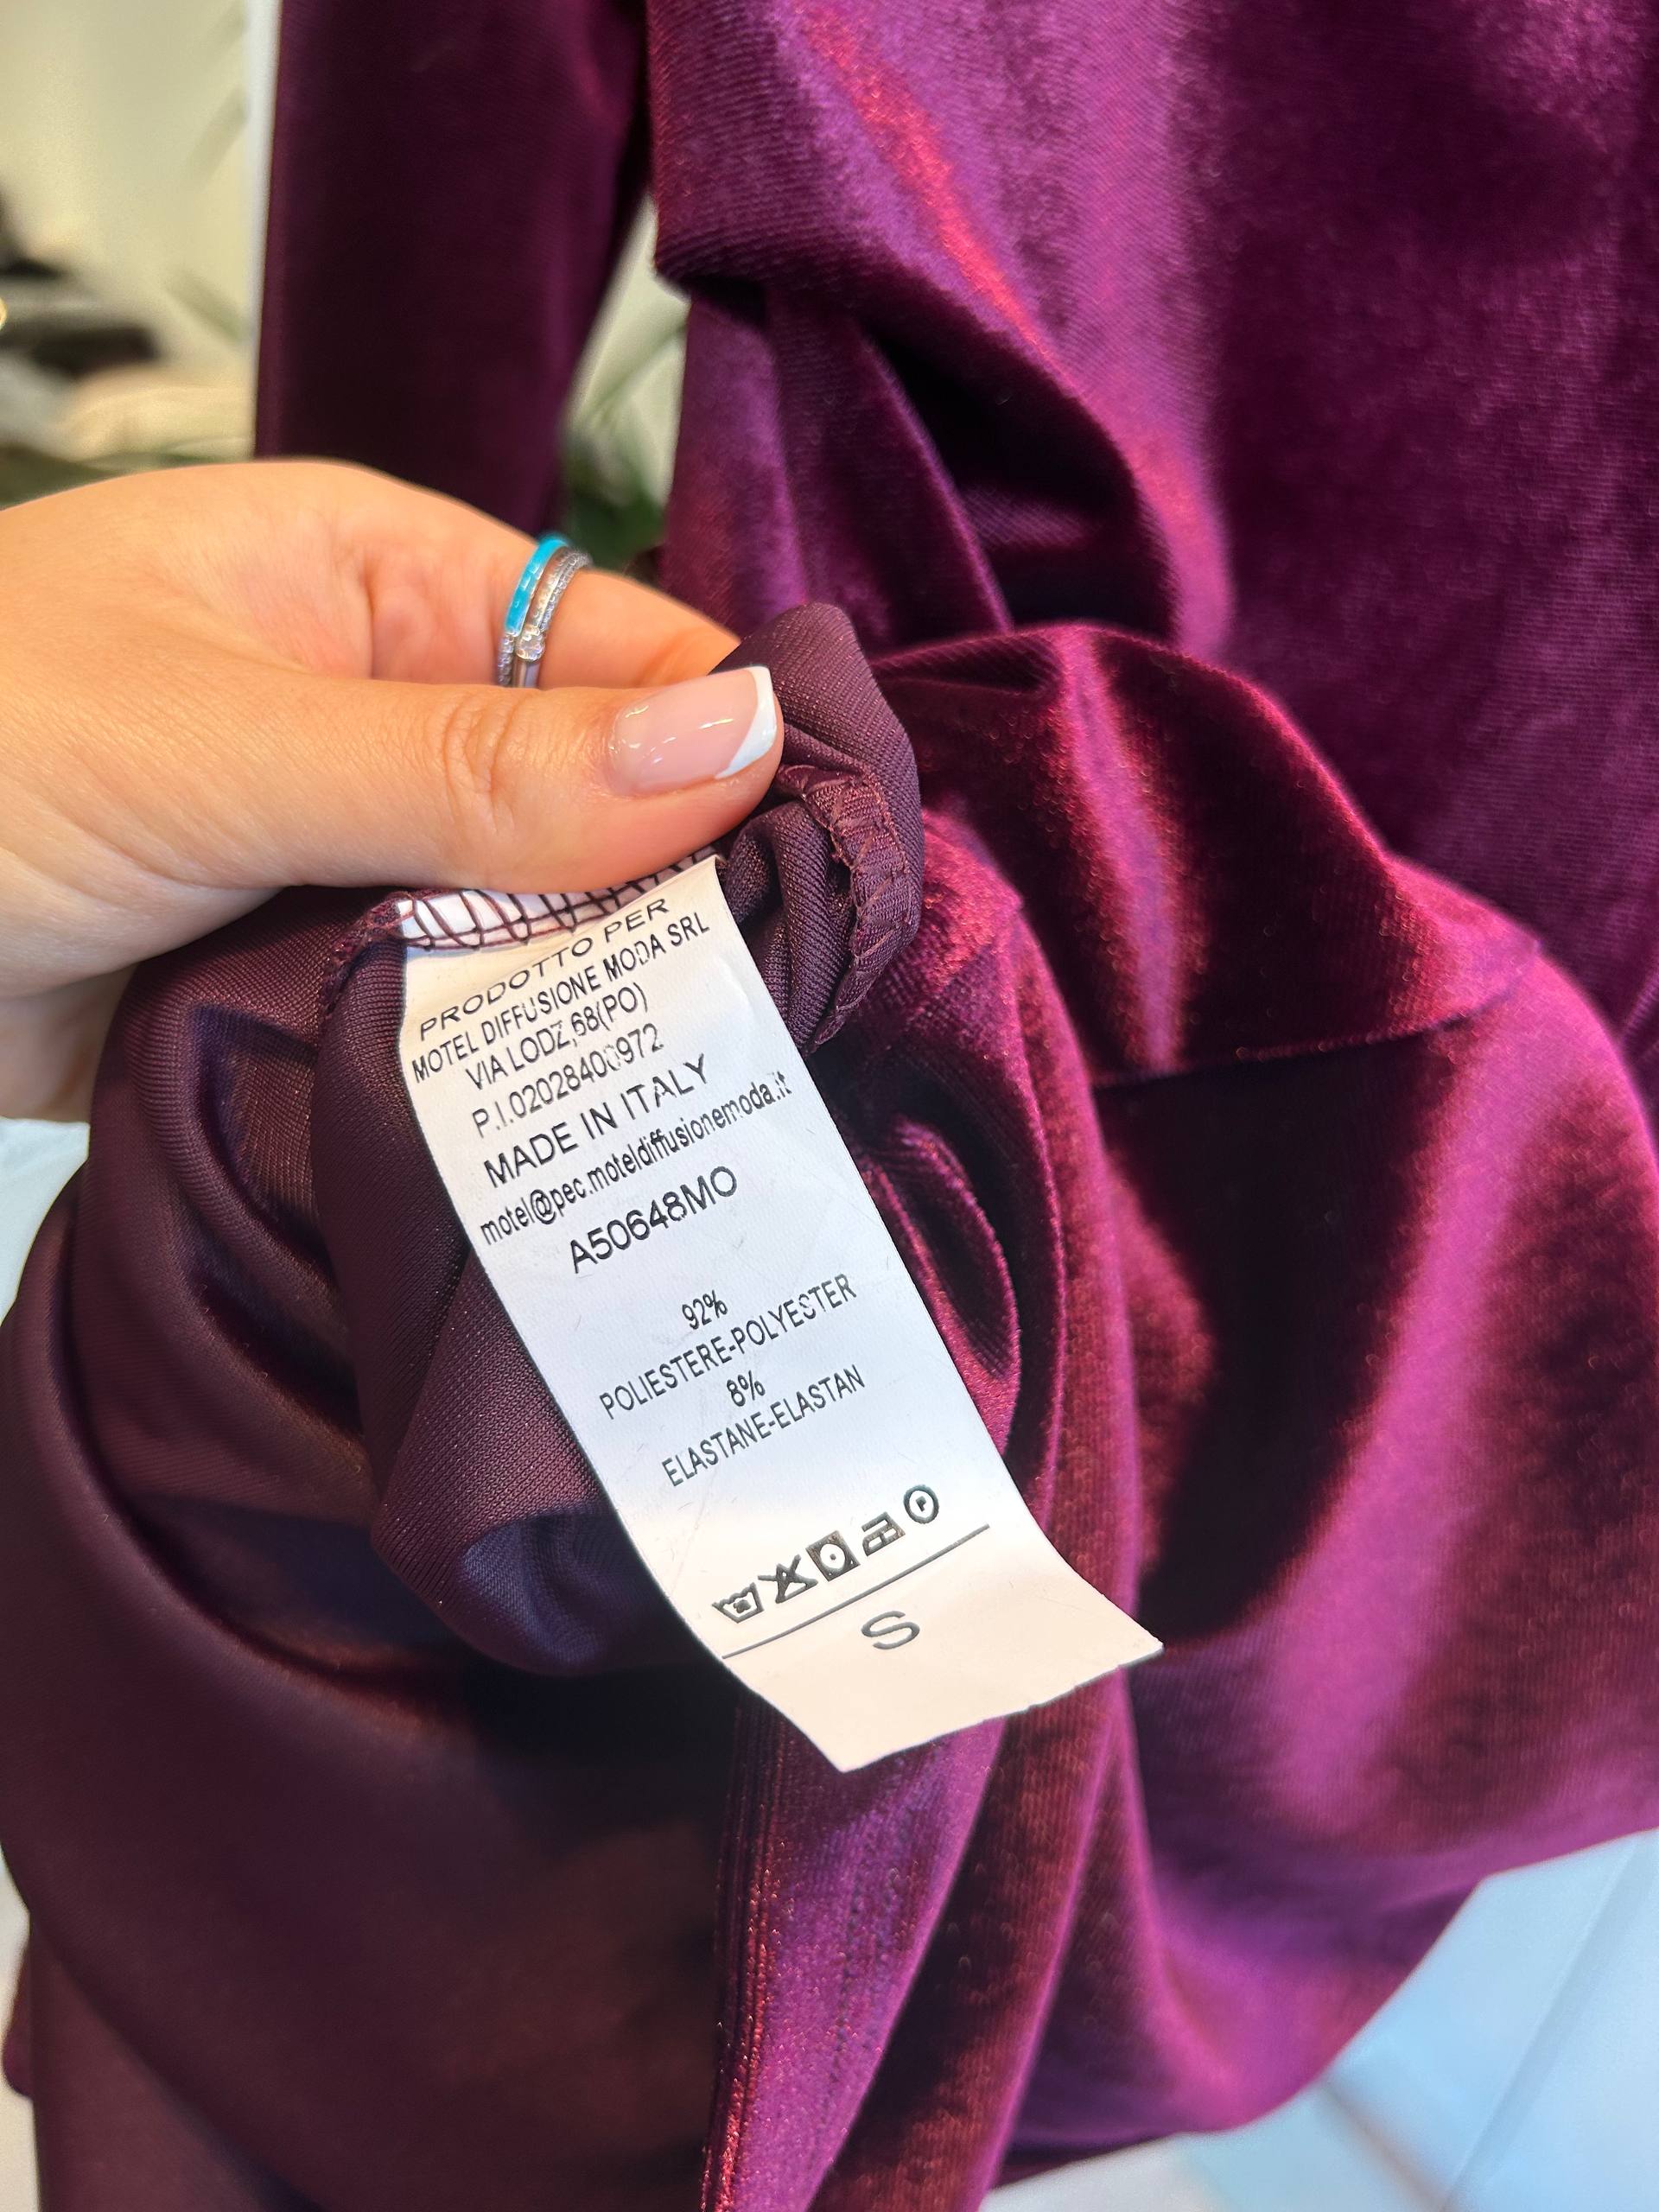 PRODOTTO PER
MOTEL DIFFUSIONE MODA SRL
VIA LODZ,68(PO)
P.I.02028400972
MADE IN ITALY
motel@pec.moteldiffusionemoda.it
A50648MO
92%
POLIESTERE-POLYESTER
8%
ELASTANE-ELASTAN
P
S